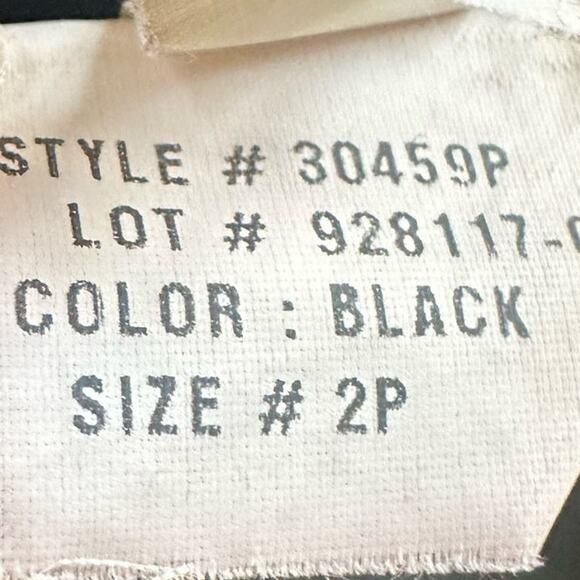 STYLE # 30459P
LOT # 928117-
COLOR : BLACK
SIZE # 2P